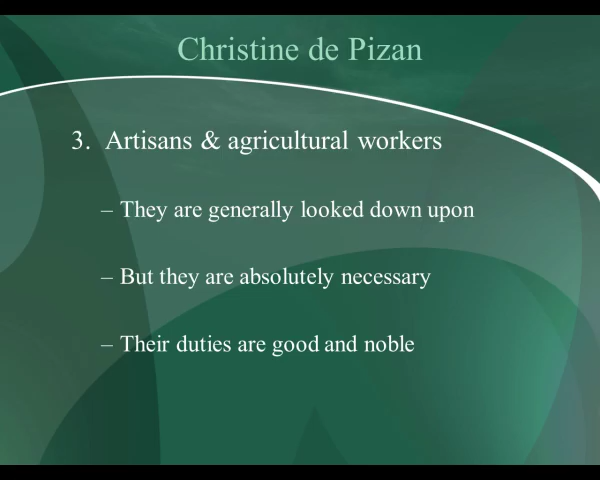 Christine de Pizan
3. Artisans & agricultural workers
– They are generally looked down upon
– But they are absolutely necessary
– Their duties are good and noble